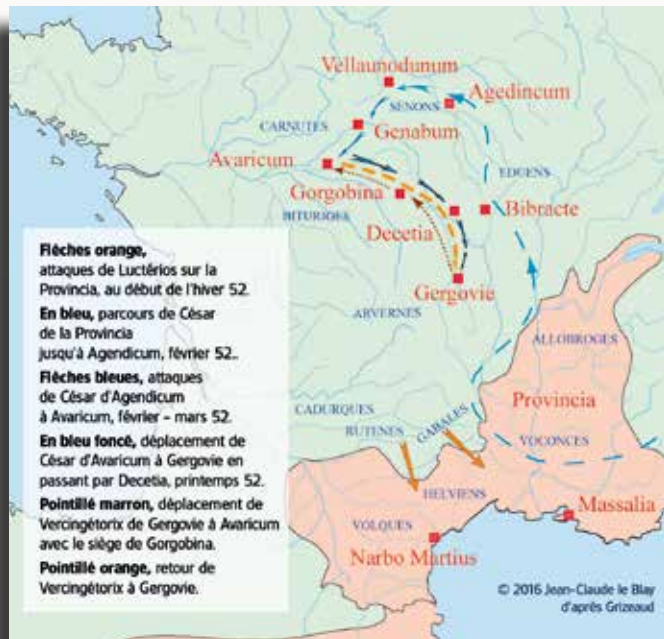 Vellaunodunum
Agedincum
SENONS
CARNUTES
Genabum
Avaricum
EDUENS
Gorgobina
BITURIGES
Bibracte
Decetia
Gergovie
ARVERNES
ALLOBROGES
CADURQUES
Provincia
RUTENES
GABALES
VOCONCES
HELVIENS
Massalia
VOLQUES
Narbo Martius
Flèches orange,
attaques de Luctérios sur la
Provincia, au début de l'hiver 52.
En bleu, parcours de César
de la Provincia
jusqu'à Agendicum, février 52..
Flèches bleues, attaques
de César d'Agendicum
à Avaricum, février – mars 52.
En bleu foncé, déplacement de
César d'Avaricum à Gergovie en
passant par Decetia, printemps 52.
Pointillé marron, déplacement de
Vercingétorix de Gergovie à Avaricum
avec le siège de Gorgobina.
Pointillé orange, retour de
Vercingétorix à Gergovie.
© 2016 Jean-Claude le Blay
d'après Grizeaud